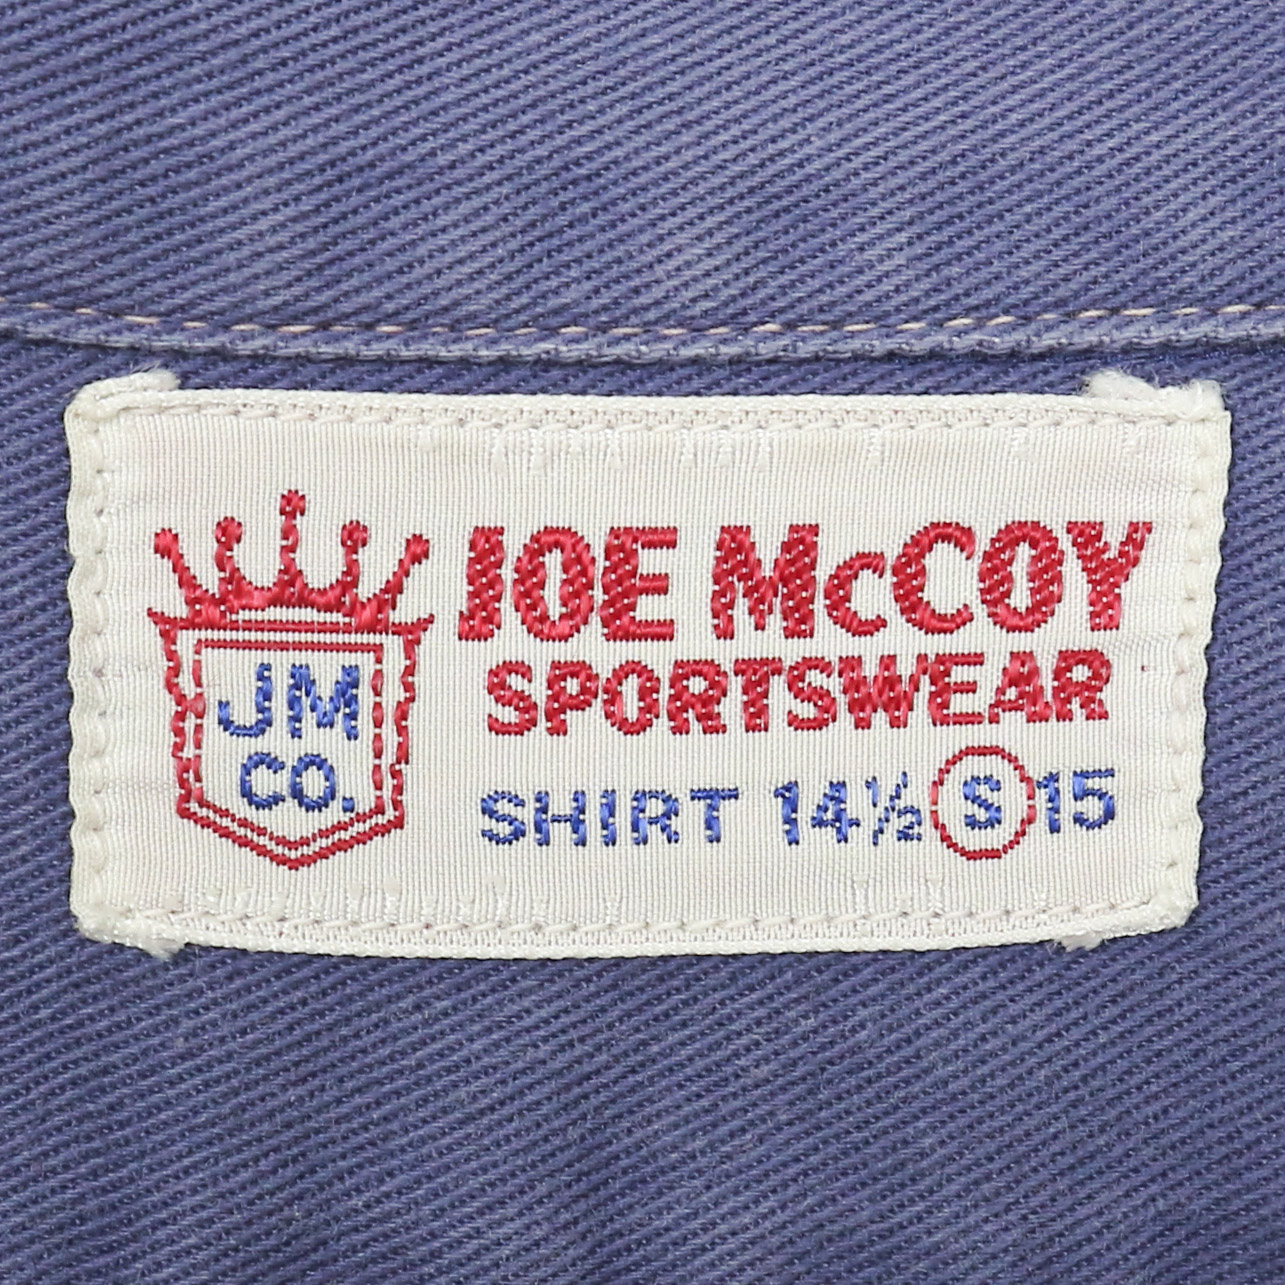 JM
CO.
JOE McCOY
SPORTSWEAR
SHIRT 14½ S 15